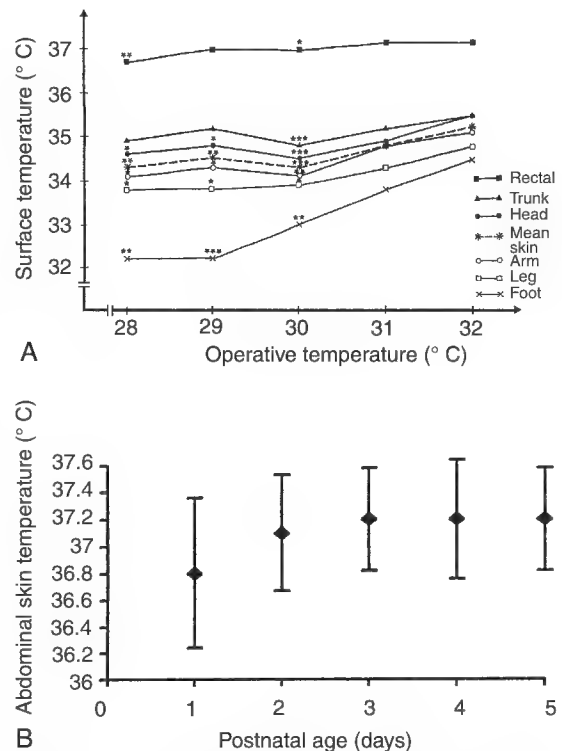 Surface temperature (° C)
37
36
35
34
33
32
** *
* * ***
* ***
** ** ***
* * **
* * *
** *** **
Rectal
Trunk
Head
Mean
skin
Arm
Leg
Foot
28 29 30 31 32
A Operative temperature (° C)
Abdominal skin temperature (° C)
37.6
37.4
37.2
37
36.8
36.6
36.4
36.2
36
0 1 2 3 4 5
B Postnatal age (days)